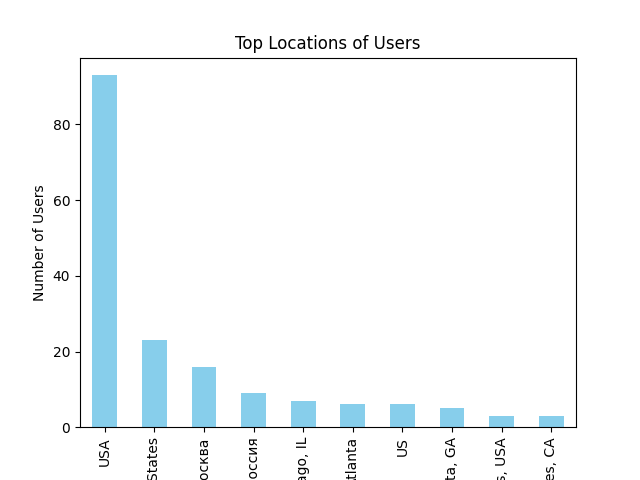 Top Locations of Users
Number of Users
80
60
40
20
0
USA
States
осква
оссия
ago, IL
tlanta
US
ta, GA
s, USA
es, CA